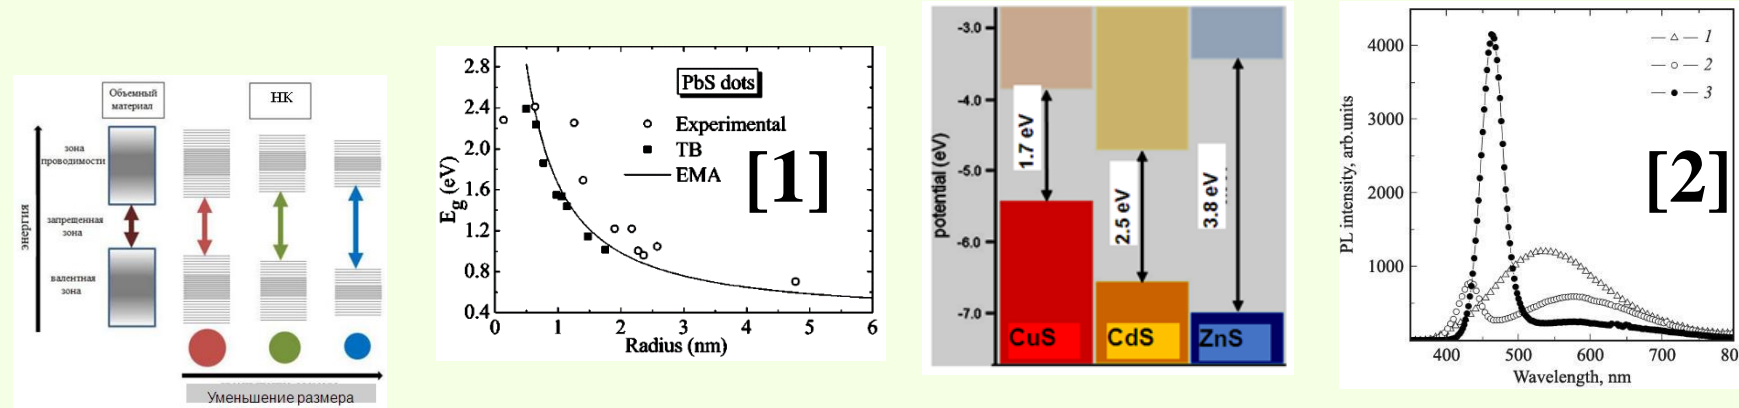 Объемный
материал
НК
зона
проводимости
запрещенная
зона
валентная
зона
энергия
Уменьшение размера
PbS dots
Experimental
TB
EMA
[1]
E_g (eV)
2.8
2.4
2.0
1.6
1.2
0.8
0.4
0
1
2
3
4
5
6
Radius (nm)
potential (eV)
-3.0
-4.0
-5.0
-6.0
-7.0
1.7 eV
2.5 eV
3.8 eV
CuS
CdS
ZnS
PL intensity, arb.units
4000
3000
2000
1000
1
2
3
[2]
400
500
600
700
80
Wavelength, nm